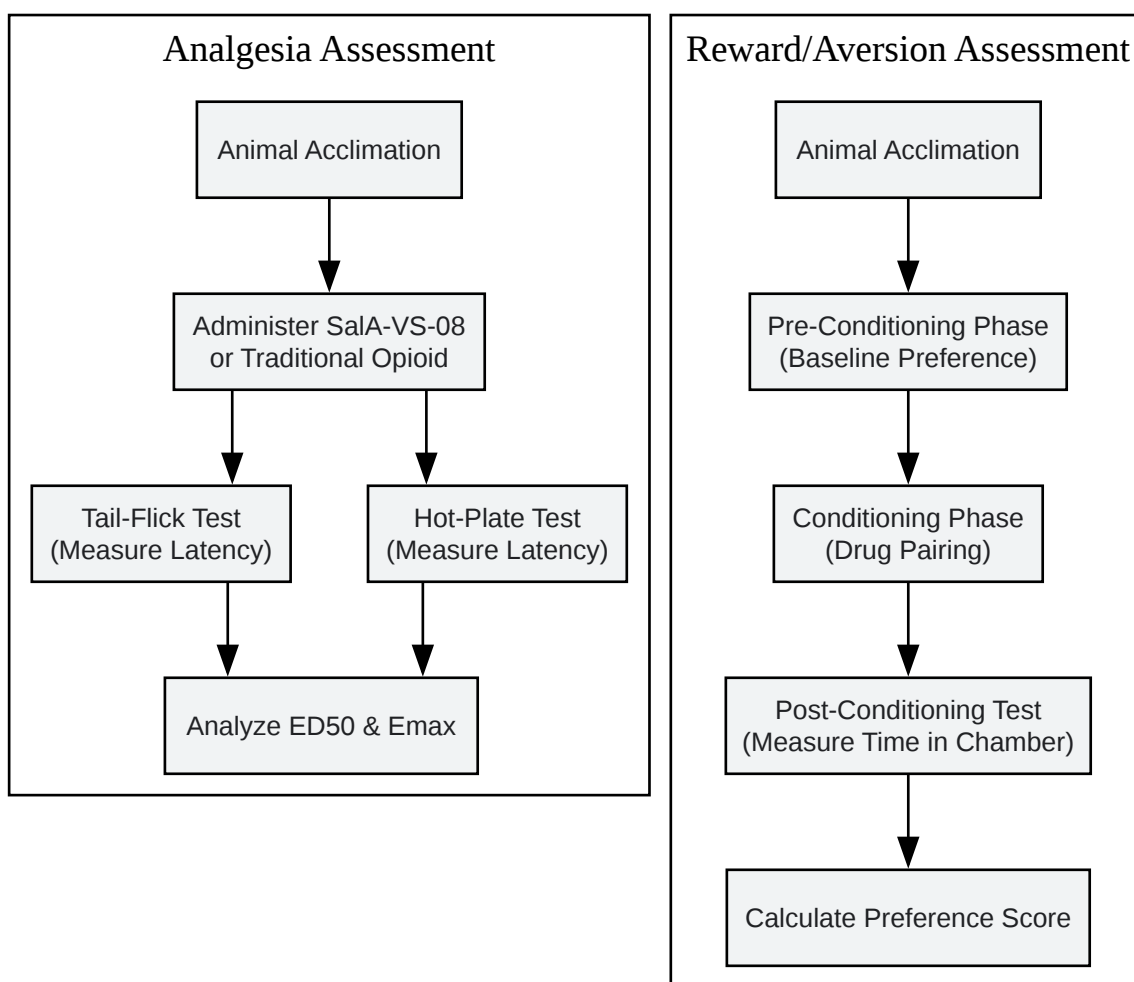 Analgesia Assessment
Animal Acclimation
Administer SalA-VS-08
or Traditional Opioid
Tail-Flick Test
(Measure Latency)
Hot-Plate Test
(Measure Latency)
Analyze ED50 & Emax
Reward/Aversion Assessment
Animal Acclimation
Pre-Conditioning Phase
(Baseline Preference)
Conditioning Phase
(Drug Pairing)
Post-Conditioning Test
(Measure Time in Chamber)
Calculate Preference Score